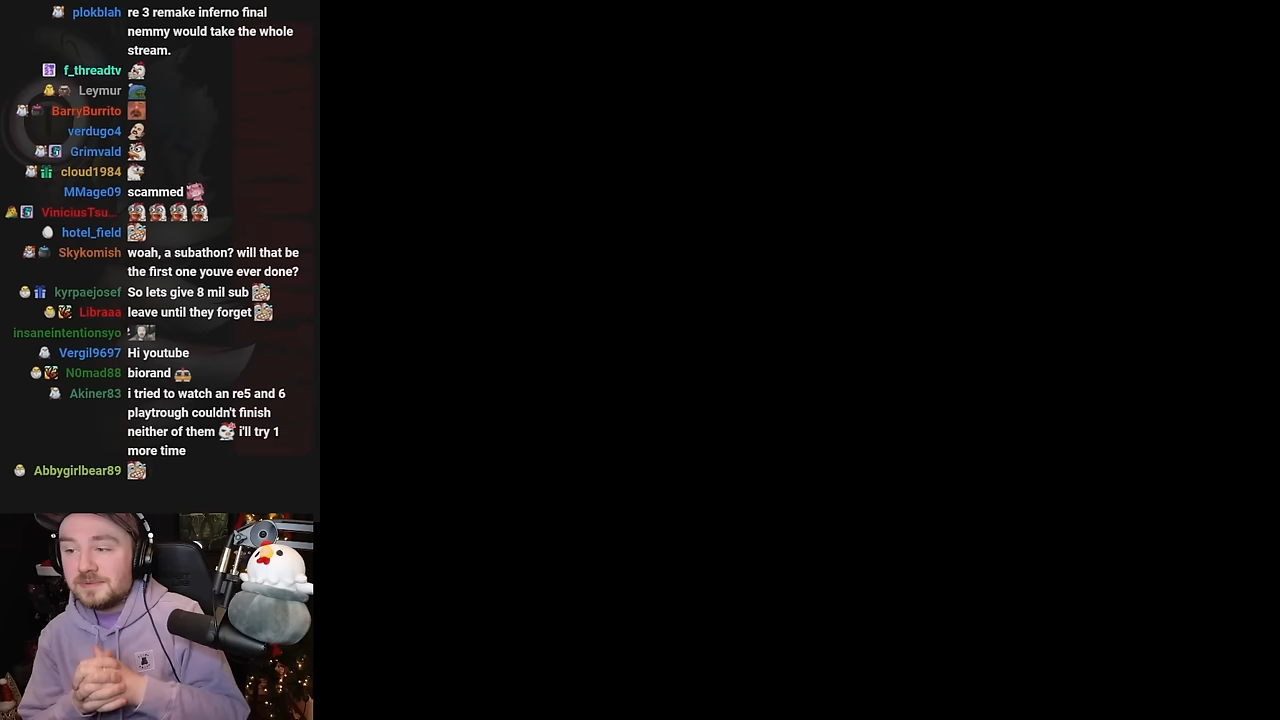 plokblah re 3 remake inferno final
nemmy would take the whole
stream.
f_threadtv
Leymur
BarryBurrito
verdugo4
Grimvald
cloud1984
MMage09 scammed
ViniciusTsu...
hotel_field
Skykomish woah, a subathon? will that be
the first one youve ever done?
kyrpaejosef So lets give 8 mil sub
Libraaa leave until they forget
insaneintentionsyo
Vergil9697 Hi youtube
N0mad88 biorand
Akiner83 i tried to watch an re5 and 6
playtrough couldn't finish
neither of them i'll try 1
more time
Abbygirlbear89